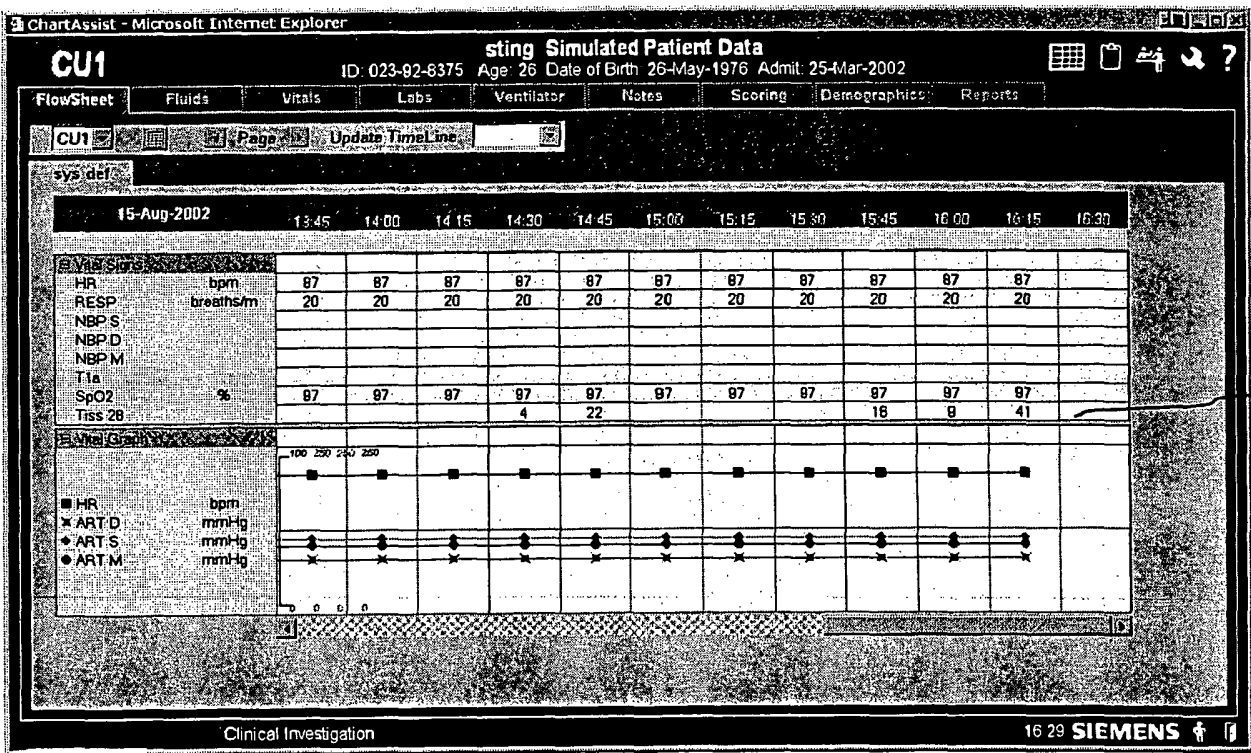 ChartAssist - Microsoft Internet Explorer
CU1
sting Simulated Patient Data
ID: 023-92-8375 Age: 26 Date of Birth 26-May-1976 Admit: 25-Mar-2002
?
FlowSheet Fluids Vitals Labs Ventilator Notes Scoring Demographics Reports
CU1 Page Update TimeLine
sys def
15-Aug-2002 13:45 14:00 14:15 14:30 14:45 15:00 15:15 15:30 15:45 16:00 16:15 16:30
Vital Signs
HR bpm 87 87 87 87 87 87 87 87 87 87 87
RESP breaths/m 20 20 20 20 20 20 20 20 20 20 20
NBP S
NBP D
NBP M
T1a
SpO2 % 97 97 97 97 97 97 97 97 97 97 97
Tiss 28 4 22 9 41
Vital Graph
100 250 250 250
HR bpm
ART D mmHg
ART S mmHg
ART M mmHg
0 0 0 0
Clinical Investigation
16 29 SIEMENS